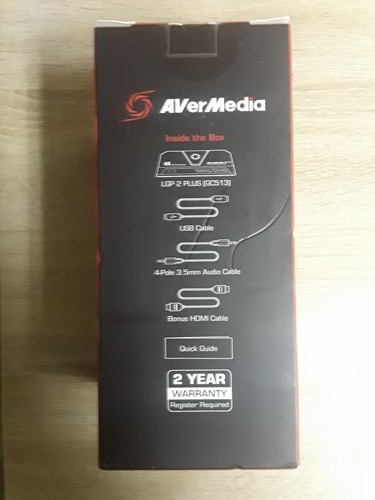 AVerMedia
Inside the Box
4K
LGP 2 PLUS (GC513)
USB Cable
4-Pole 3.5mm Audio Cable
Bonus HDMI Cable
Quick Guide
2 YEAR
WARRANTY
Register Required